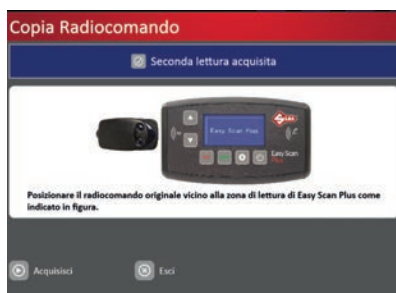 Copia Radiocomando
Seconda lettura acquisita
SILCA
Easy Scan Plus
Easy Scan
Plus
Posizionare il radiocomando originale vicino alla zona di lettura di Easy Scan Plus come
indicato in figura.
Acquisisci
Esci